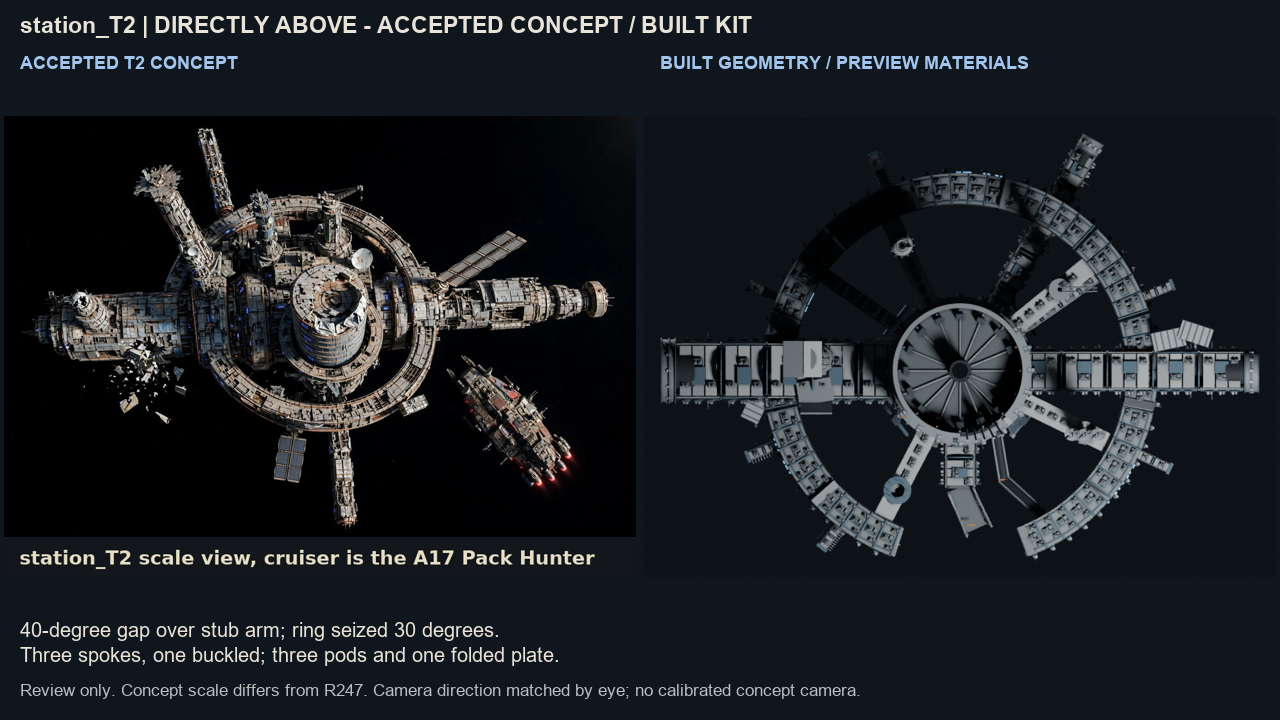 station_T2 | DIRECTLY ABOVE - ACCEPTED CONCEPT / BUILT KIT
ACCEPTED T2 CONCEPT
BUILT GEOMETRY / PREVIEW MATERIALS
station_T2 scale view, cruiser is the A17 Pack Hunter
40-degree gap over stub arm; ring seized 30 degrees.
Three spokes, one buckled; three pods and one folded plate.
Review only. Concept scale differs from R247. Camera direction matched by eye; no calibrated concept camera.